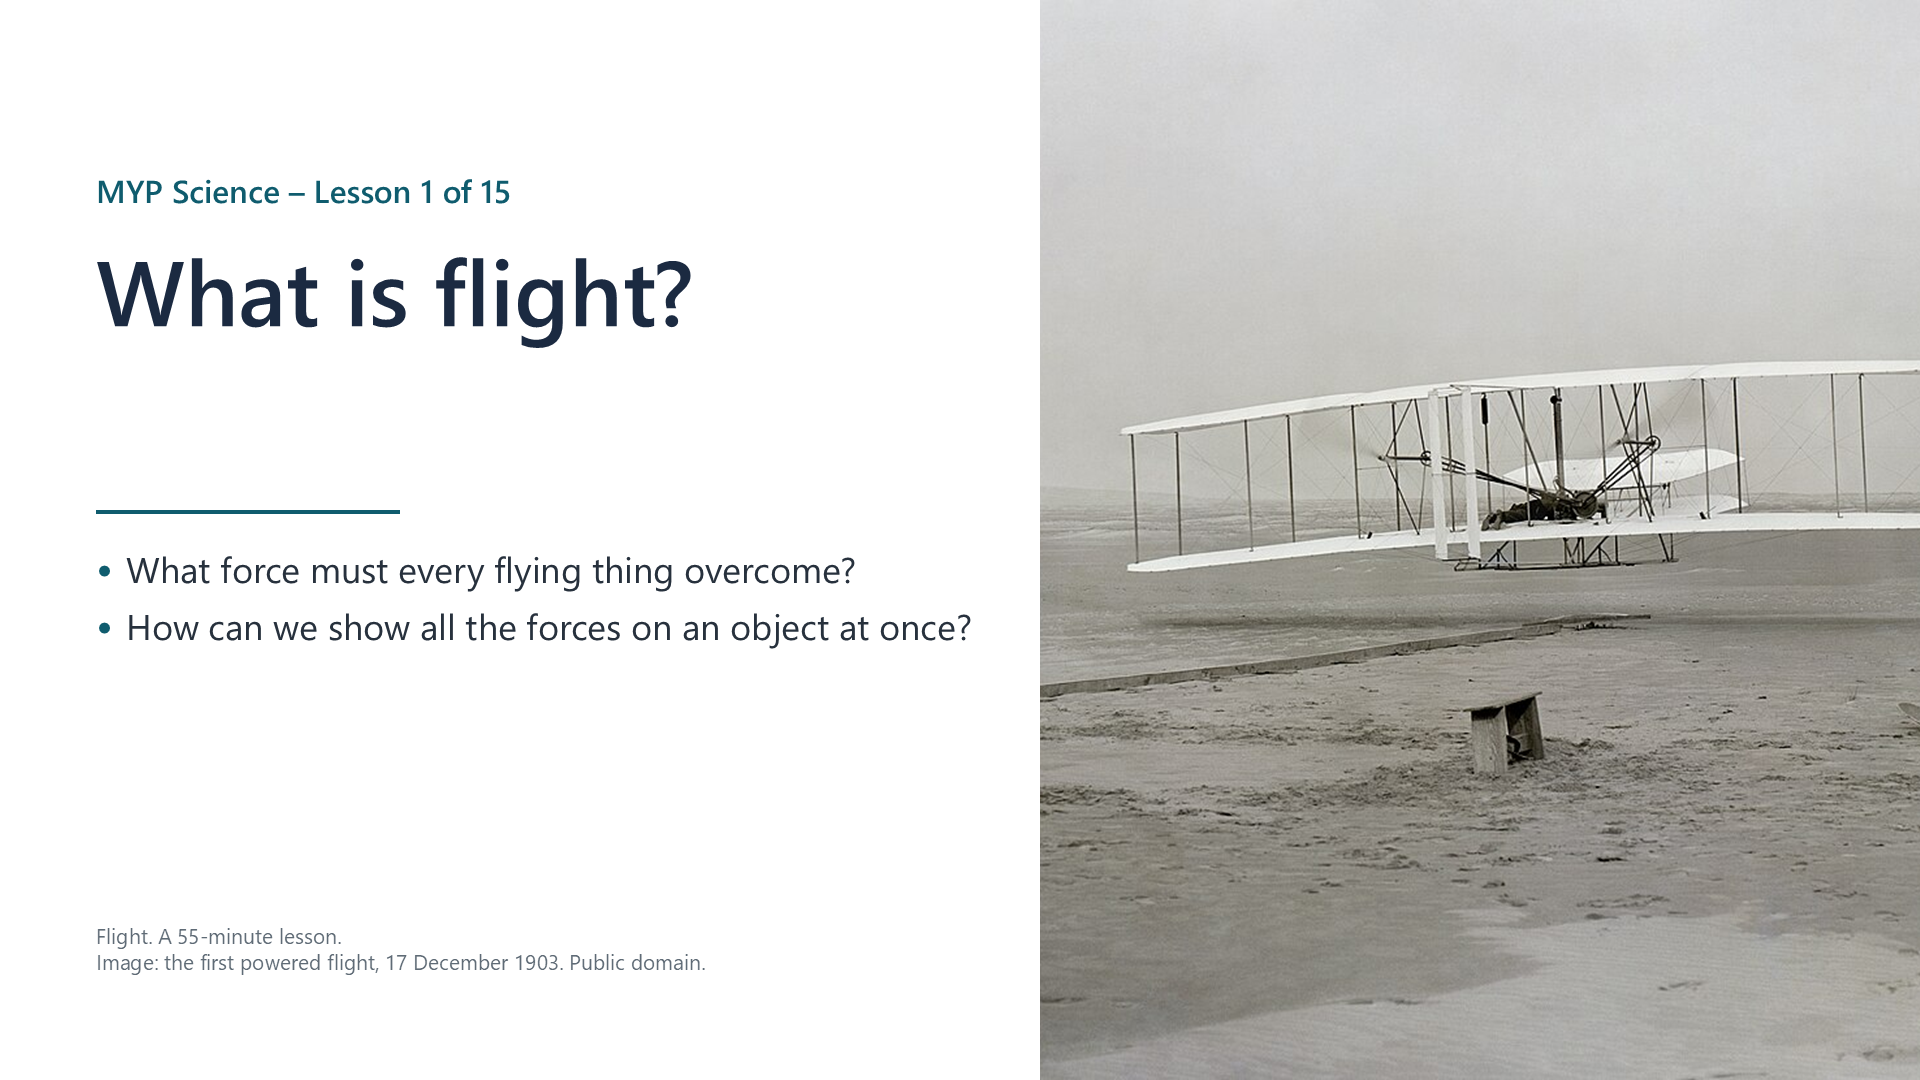 MYP Science – Lesson 1 of 15
What is flight?
• What force must every flying thing overcome?
• How can we show all the forces on an object at once?
Flight. A 55-minute lesson.
Image: the first powered flight, 17 December 1903. Public domain.